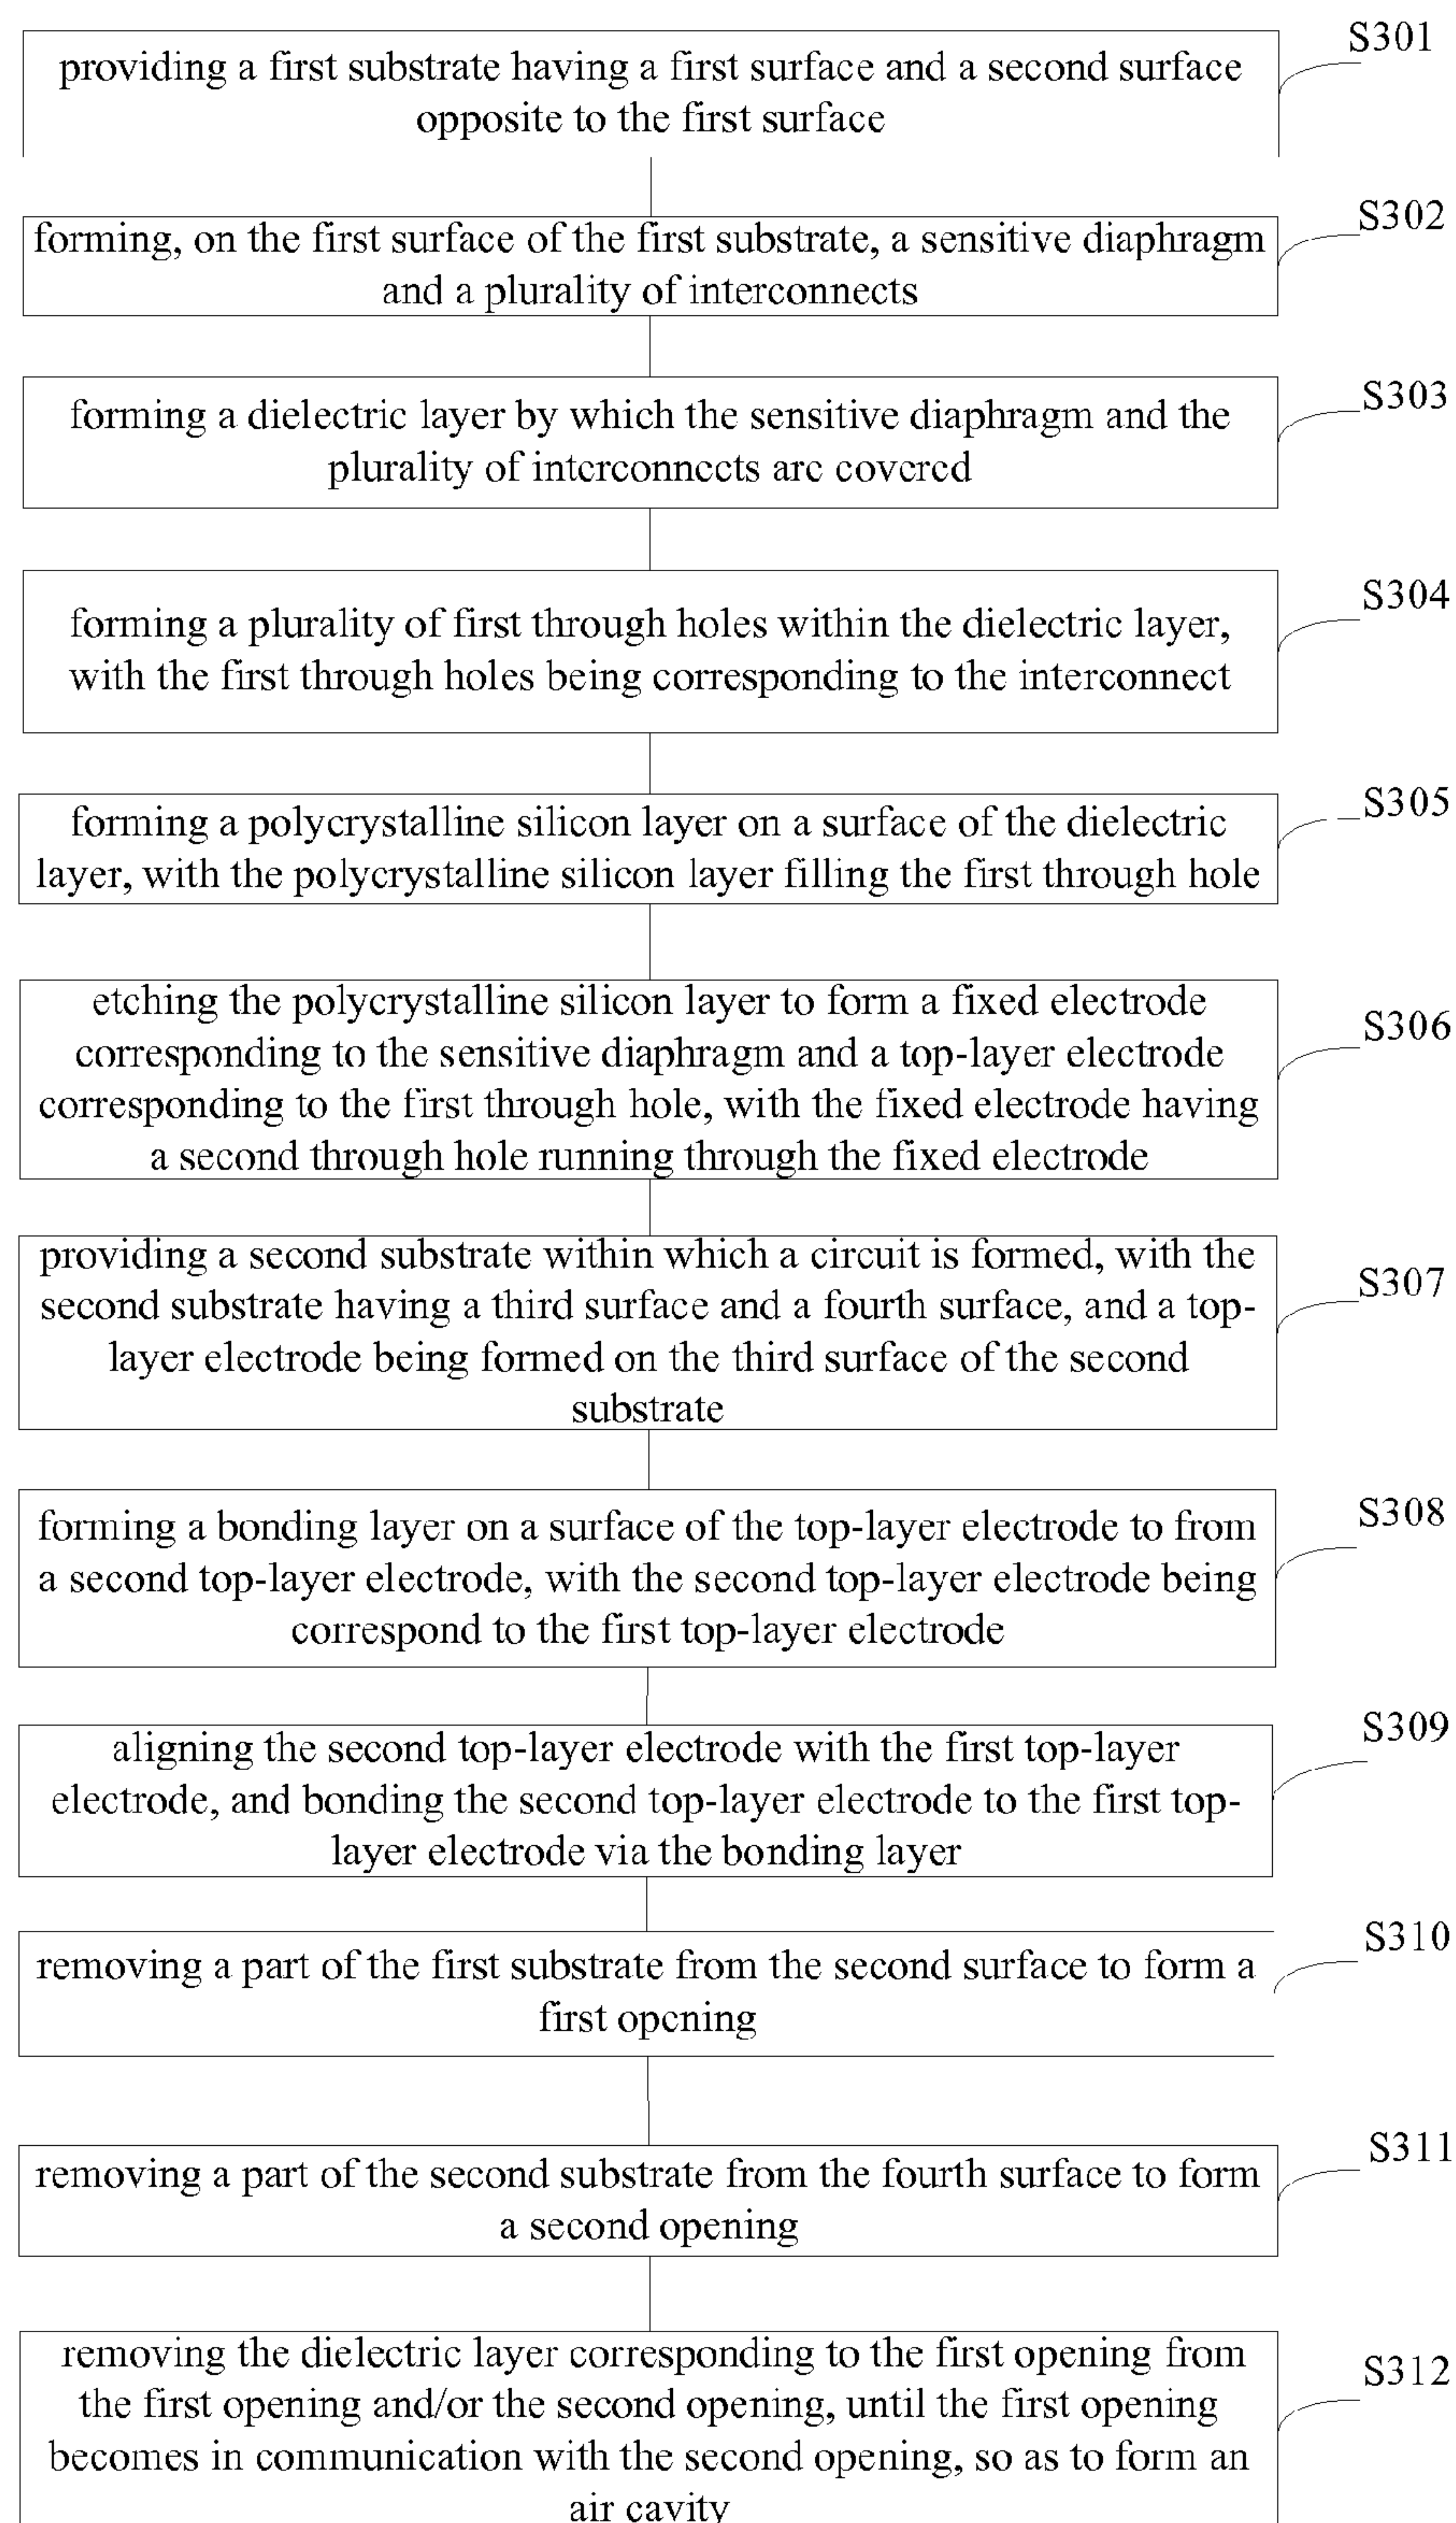 S301
providing a first substrate having a first surface and a second surface
opposite to the first surface
S302
forming, on the first surface of the first substrate, a sensitive diaphragm
and a plurality of interconnects
S303
forming a dielectric layer by which the sensitive diaphragm and the
plurality of interconnects are covered
S304
forming a plurality of first through holes within the dielectric layer,
with the first through holes being corresponding to the interconnect
S305
forming a polycrystalline silicon layer on a surface of the dielectric
layer, with the polycrystalline silicon layer filling the first through hole
S306
etching the polycrystalline silicon layer to form a fixed electrode
corresponding to the sensitive diaphragm and a top-layer electrode
corresponding to the first through hole, with the fixed electrode having
a second through hole running through the fixed electrode
S307
providing a second substrate within which a circuit is formed, with the
second substrate having a third surface and a fourth surface, and a top-
layer electrode being formed on the third surface of the second
substrate
S308
forming a bonding layer on a surface of the top-layer electrode to from
a second top-layer electrode, with the second top-layer electrode being
correspond to the first top-layer electrode
S309
aligning the second top-layer electrode with the first top-layer
electrode, and bonding the second top-layer electrode to the first top-
layer electrode via the bonding layer
S310
removing a part of the first substrate from the second surface to form a
first opening
S311
removing a part of the second substrate from the fourth surface to form
a second opening
S312
removing the dielectric layer corresponding to the first opening from
the first opening and/or the second opening, until the first opening
becomes in communication with the second opening, so as to form an
air cavity